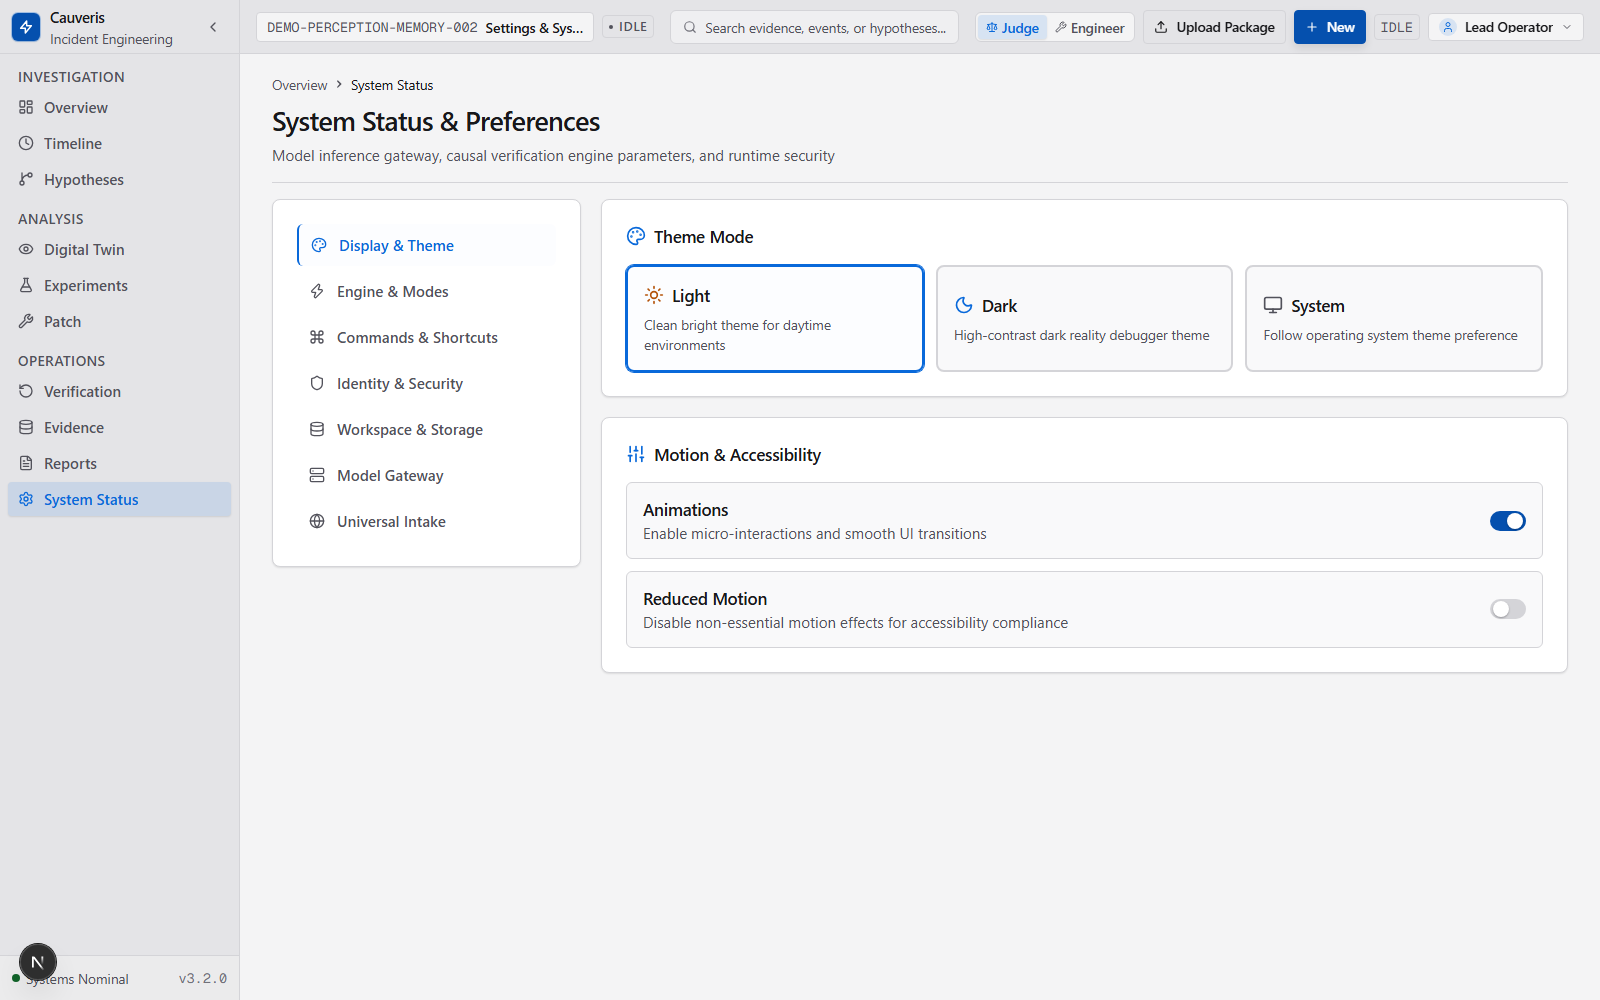 Cauveris
Incident Engineering
DEMO-PERCEPTION-MEMORY-002 Settings & Sys...
IDLE
Search evidence, events, or hypotheses...
Judge
Engineer
Upload Package
New
IDLE
Lead Operator
INVESTIGATION
Overview
Timeline
Hypotheses
ANALYSIS
Digital Twin
Experiments
Patch
OPERATIONS
Verification
Evidence
Reports
System Status
Systems Nominal
v3.2.0
N
Overview > System Status
System Status & Preferences
Model inference gateway, causal verification engine parameters, and runtime security
Display & Theme
Engine & Modes
Commands & Shortcuts
Identity & Security
Workspace & Storage
Model Gateway
Universal Intake
Theme Mode
Light
Clean bright theme for daytime
environments
Dark
High-contrast dark reality debugger theme
System
Follow operating system theme preference
Motion & Accessibility
Animations
Enable micro-interactions and smooth UI transitions
Reduced Motion
Disable non-essential motion effects for accessibility compliance